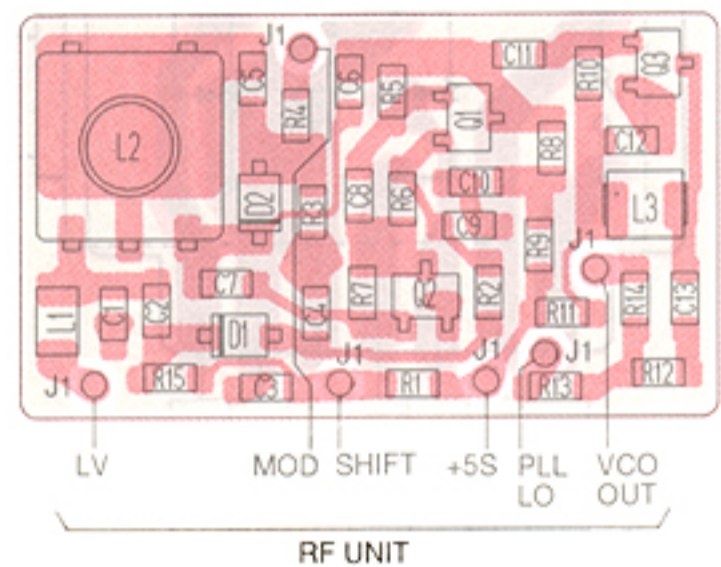 J1
C5
C6
C11
R10
Q3
R4
R5
Q1
L2
R8
C12
D2
R3
C8
R6
C10
L3
C9
R9
J1
C7
L1
C1
C2
D1
C4
R7
Q2
R2
R11
R14
C13
J1
R15
C3
J1
R1
J1
J1
R13
R12
LV
MOD
SHIFT
+5S
PLL
LO
VCO
OUT
RF UNIT